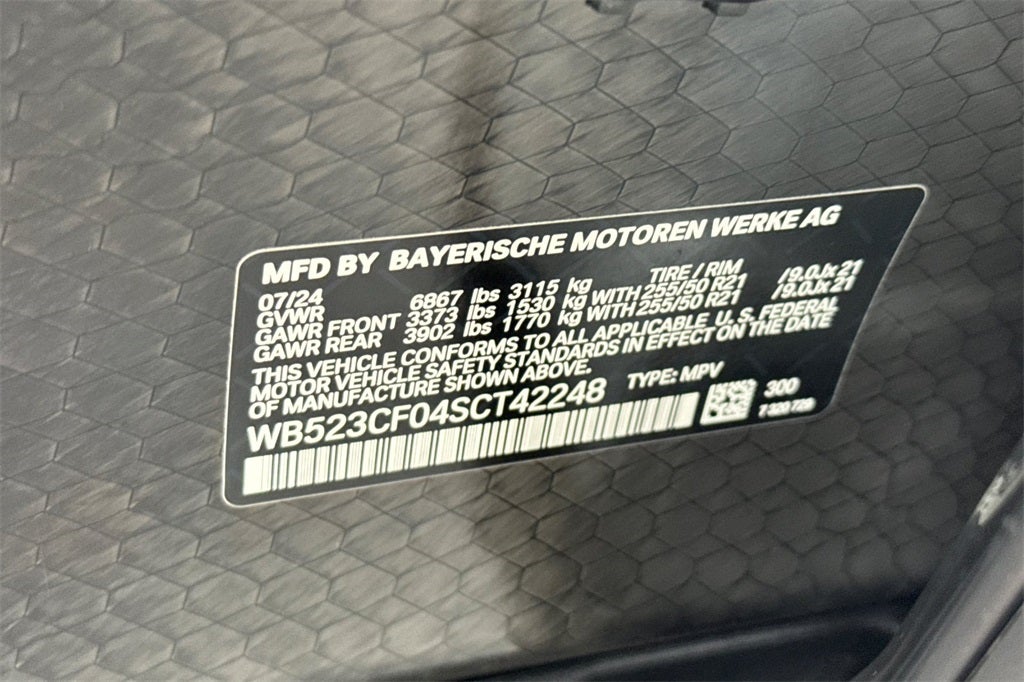 MFD BY BAYERISCHE MOTOREN WERKE AG
07/24 TIRE / RIM
GVWR 6867 lbs 3115 kg
GAWR FRONT 3373 lbs 1530 kg WITH 255/50 R21 /9.0Jx21
GAWR REAR 3902 lbs 1770 kg WITH 255/50 R21 /9.0Jx21
THIS VEHICLE CONFORMS TO ALL APPLICABLE U.S. FEDERAL
MOTOR VEHICLE SAFETY STANDARDS IN EFFECT ON THE DATE
OF MANUFACTURE SHOWN ABOVE.
WB523CF04SCT42248 TYPE: MPV
300